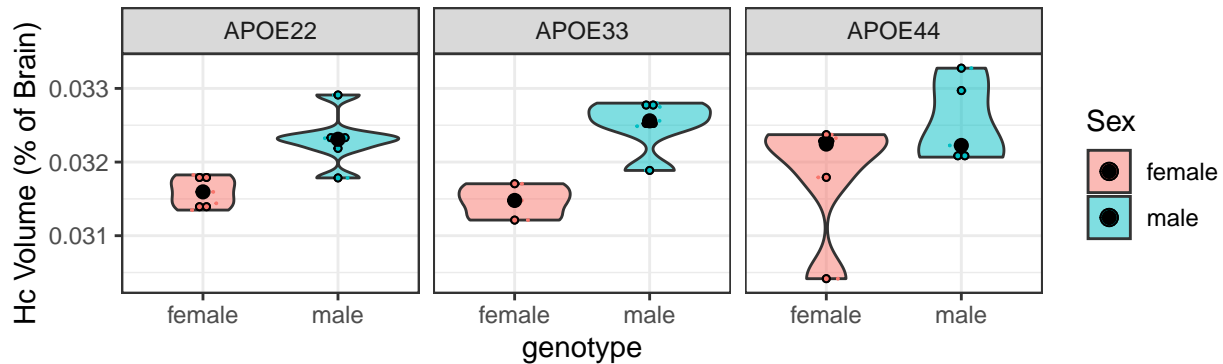 APOE22 APOE33 APOE44
Hc Volume (% of Brain)
0.033
0.032
0.031
female male female male female male
genotype
Sex
female
male